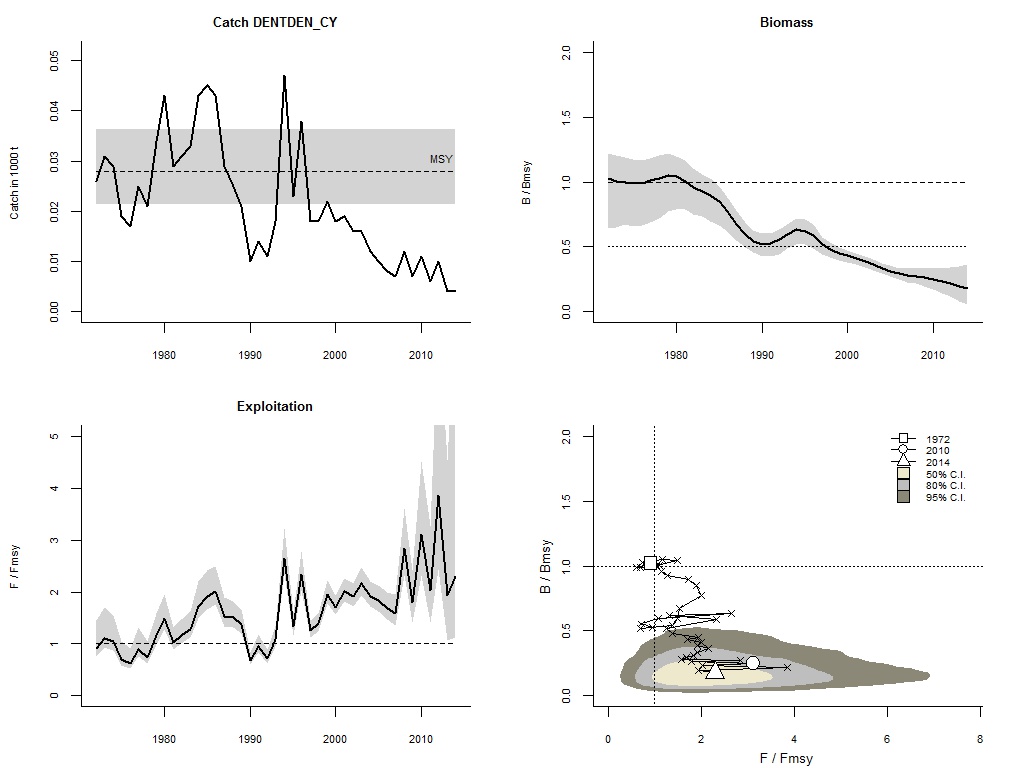 Catch DENTDEN_CY
Catch in 1000 t
0.00 0.01 0.02 0.03 0.04 0.05
MSY
1980 1990 2000 2010
Biomass
B / Bmsy
0.0 0.5 1.0 1.5 2.0
1980 1990 2000 2010
Exploitation
F / Fmsy
0 1 2 3 4 5
1980 1990 2000 2010
B / Bmsy
0.0 0.5 1.0 1.5 2.0
1972
2010
2014
50% C.I.
80% C.I.
95% C.I.
0 2 4 6 8
F / Fmsy